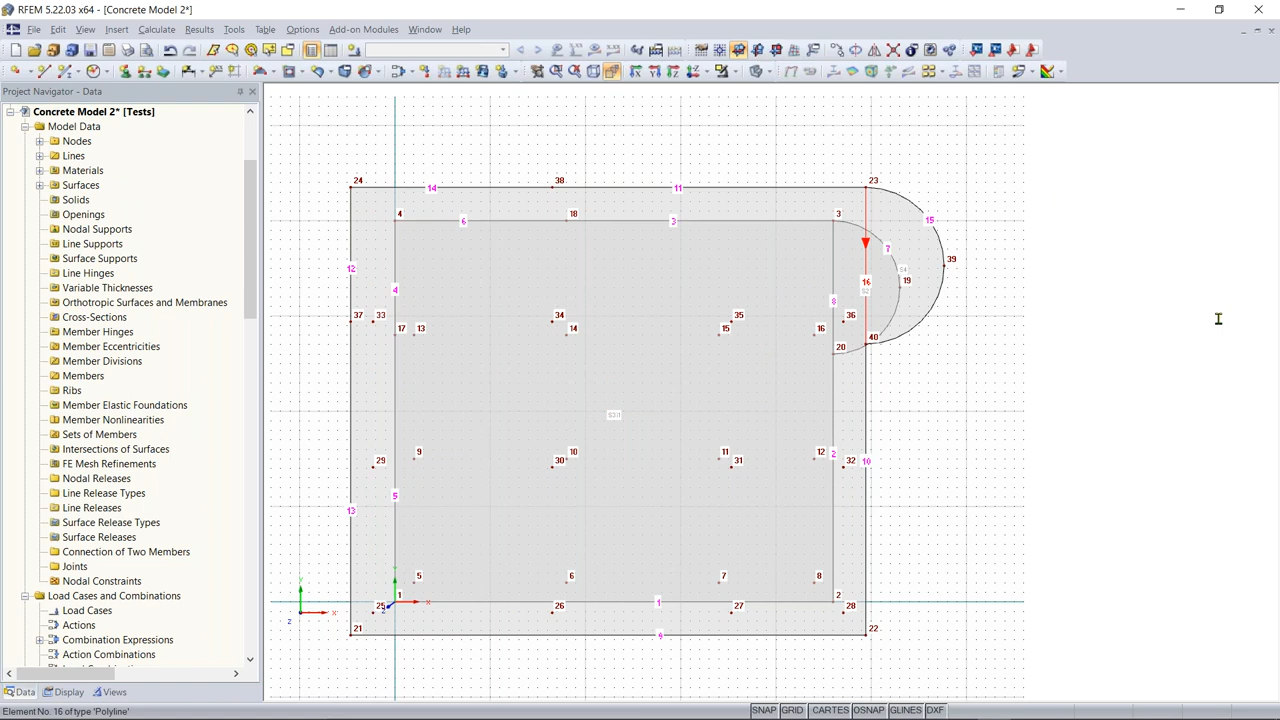 RFEM 5.22.03 x64 - [Concrete Model 2*]
File Edit View Insert Calculate Results Tools Table Options Add-on Modules Window Help
Project Navigator - Data
Concrete Model 2* [Tests]
Model Data
Nodes
Lines
Materials
Surfaces
Solids
Openings
Nodal Supports
Line Supports
Surface Supports
Line Hinges
Variable Thicknesses
Orthotropic Surfaces and Membranes
Cross-Sections
Member Hinges
Member Eccentricities
Member Divisions
Members
Ribs
Member Elastic Foundations
Member Nonlinearities
Sets of Members
Intersections of Surfaces
FE Mesh Refinements
Nodal Releases
Line Release Types
Line Releases
Surface Release Types
Surface Releases
Connection of Two Members
Joints
Nodal Constraints
Load Cases and Combinations
Load Cases
Actions
Combination Expressions
Action Combinations
Data Display Views
24 38 23
14 11
4 18 3 15
6 3
7
39
12
19
4 16
8
37 33 34 35 36
17 13 14 15 16
40
20
9 10 11 12 2
29 30 31 32 10
5
13
5 6 7 8
1 2
1
25 26 27 28
21 22
9
Element No. 16 of type 'Polyline'
SNAP GRID CARTES OSNAP GLINES DXF